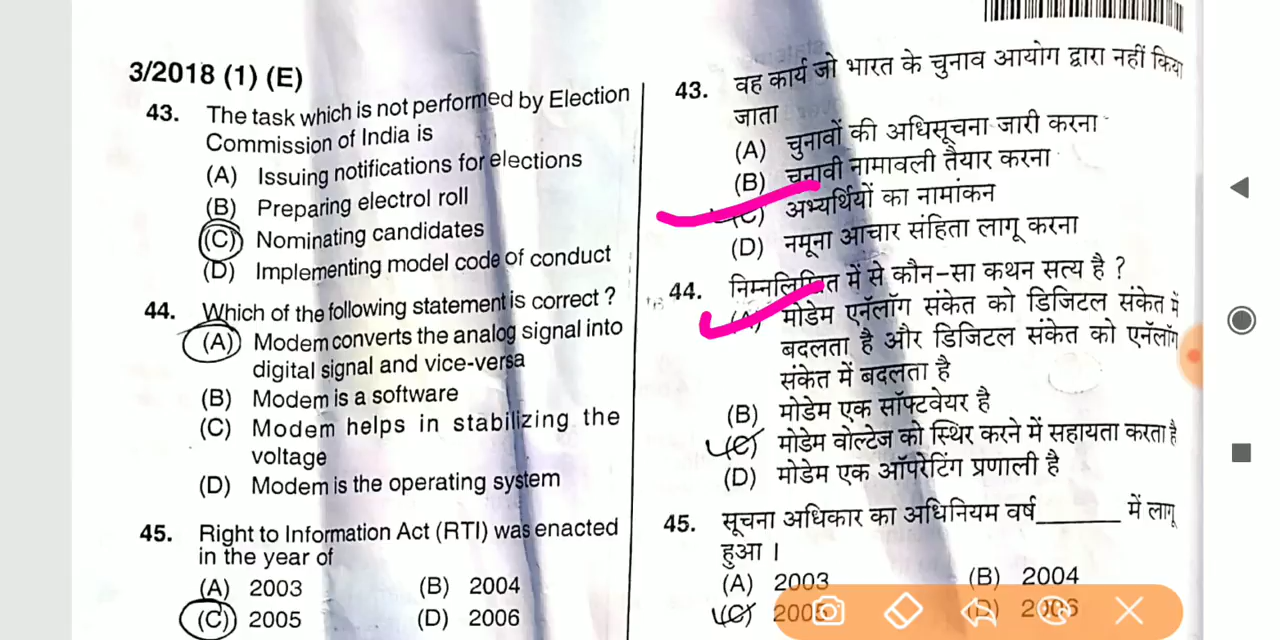 3/2018 (1) (E)
43. The task which is not performed by Election
Commission of India is
(A) Issuing notifications for elections
(B) Preparing electrol roll
(C) Nominating candidates
(D) Implementing model code of conduct
44. Which of the following statement is correct ?
(A) Modem converts the analog signal into
digital signal and vice-versa
(B) Modem is a software
(C) Modem helps in stabilizing the
voltage
(D) Modem is the operating system
45. Right to Information Act (RTI) was enacted
in the year of
(A) 2003 (B) 2004
(C) 2005 (D) 2006
43. वह कार्य जो भारत के चुनाव आयोग द्वारा नहीं किया
जाता
(A) चुनावों की अधिसूचना जारी करना
(B) चनावी नामावली तैयार करना
(C) अभ्यर्थियों का नामांकन
(D) नमूना आचार संहिता लागू करना
44. निम्नलिखित में से कौन-सा कथन सत्य है ?
(A) मोडेम एनॅलॉग संकेत को डिजिटल संकेत में
बदलता है और डिजिटल संकेत को एनॅलॉग
संकेत में बदलता है
(B) मोडेम एक सॉफ्टवेयर है
(C) मोडेम वोल्टेज को स्थिर करने में सहायता करता है
(D) मोडेम एक ऑपरेटिंग प्रणाली है
45. सूचना अधिकार का अधिनियम वर्ष______ में लागू
हुआ ।
(A) 2003 (B) 2004
(C) 2005 (D) 2006